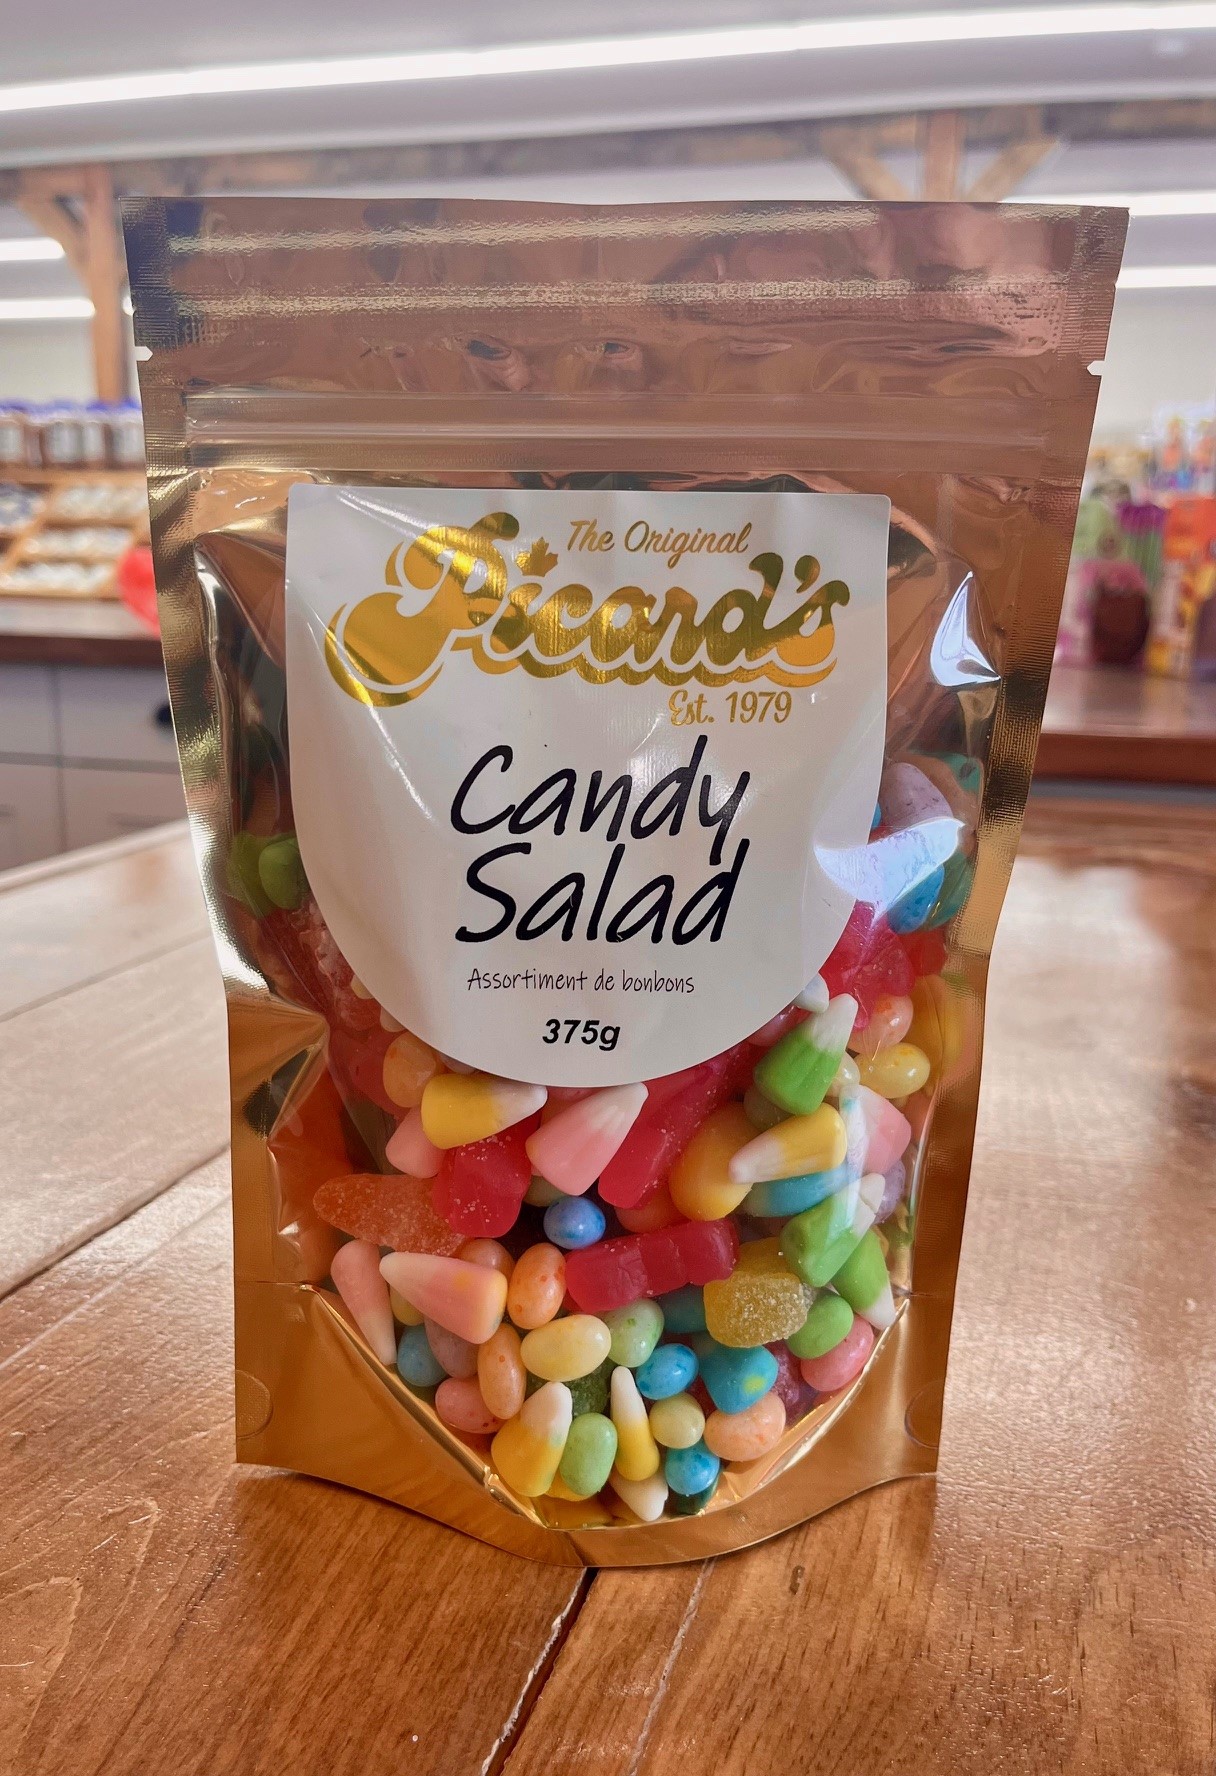 The Original
Picard's
Est. 1979
Candy
Salad
Assortiment de bonbons
375g